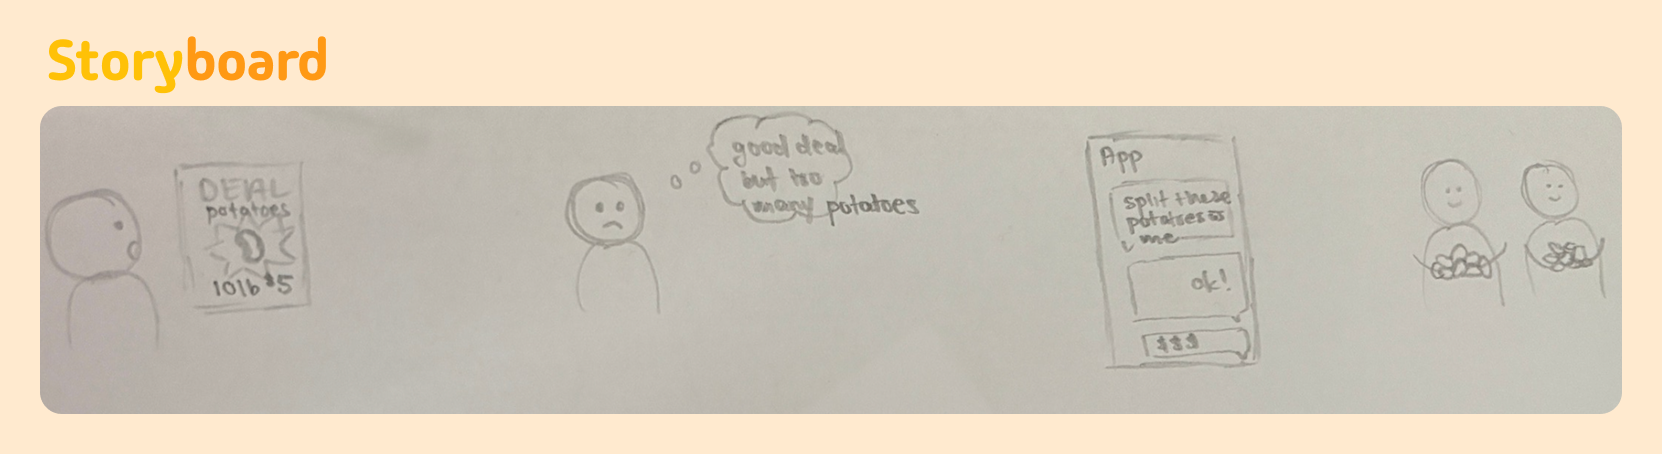 Storyboard
DEAL
potatoes
10lb $5
good deal
but too
many potatoes
App
split these
potatoes w
me
ok!
$$$